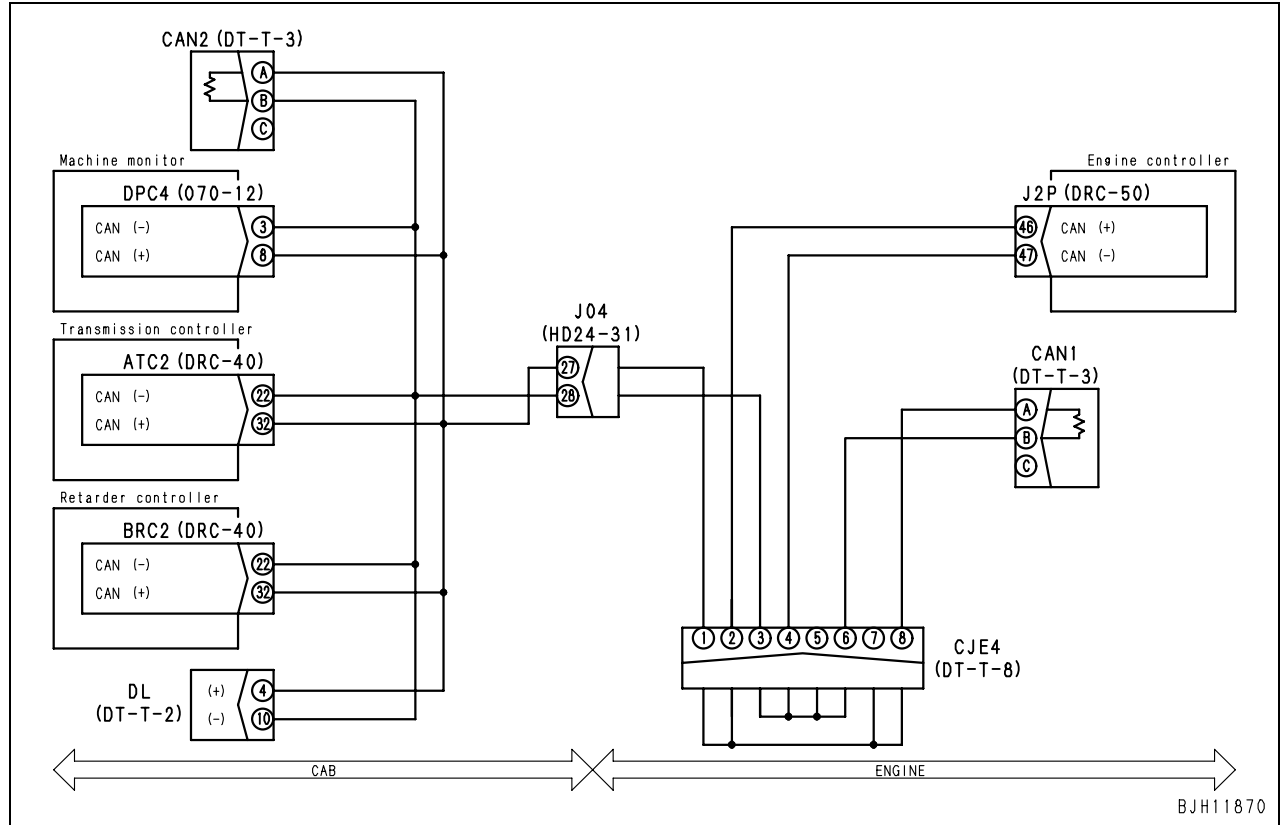 CAN2 (DT-T-3)
A
B
C
Machine monitor
DPC4 (070-12)
CAN (-) 3
CAN (+) 8
Transmission controller
ATC2 (DRC-40)
CAN (-) 22
CAN (+) 32
Retarder controller
BRC2 (DRC-40)
CAN (-) 22
CAN (+) 32
DL
(DT-T-2)
(+) 4
(-) 10
J04
(HD24-31)
27
28
Engine controller
J2P (DRC-50)
46 CAN (+)
47 CAN (-)
CAN1
(DT-T-3)
A
B
C
1 2 3 4 5 6 7 8
CJE4
(DT-T-8)
CAB
ENGINE
BJH11870